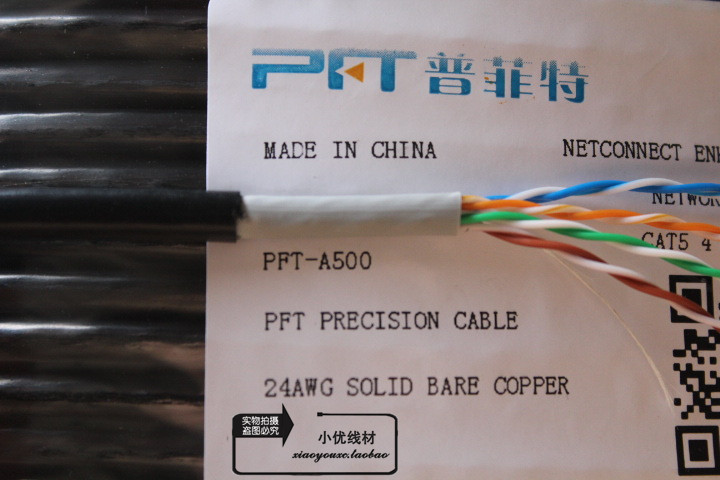 PFT 普菲特
MADE IN CHINA
NETCONNECT
CAT5 4
PFT-A500
PFT PRECISION CABLE
24AWG SOLID BARE COPPER
实物拍摄
盗图必究
小优线材
xiaoyouxc.taobao